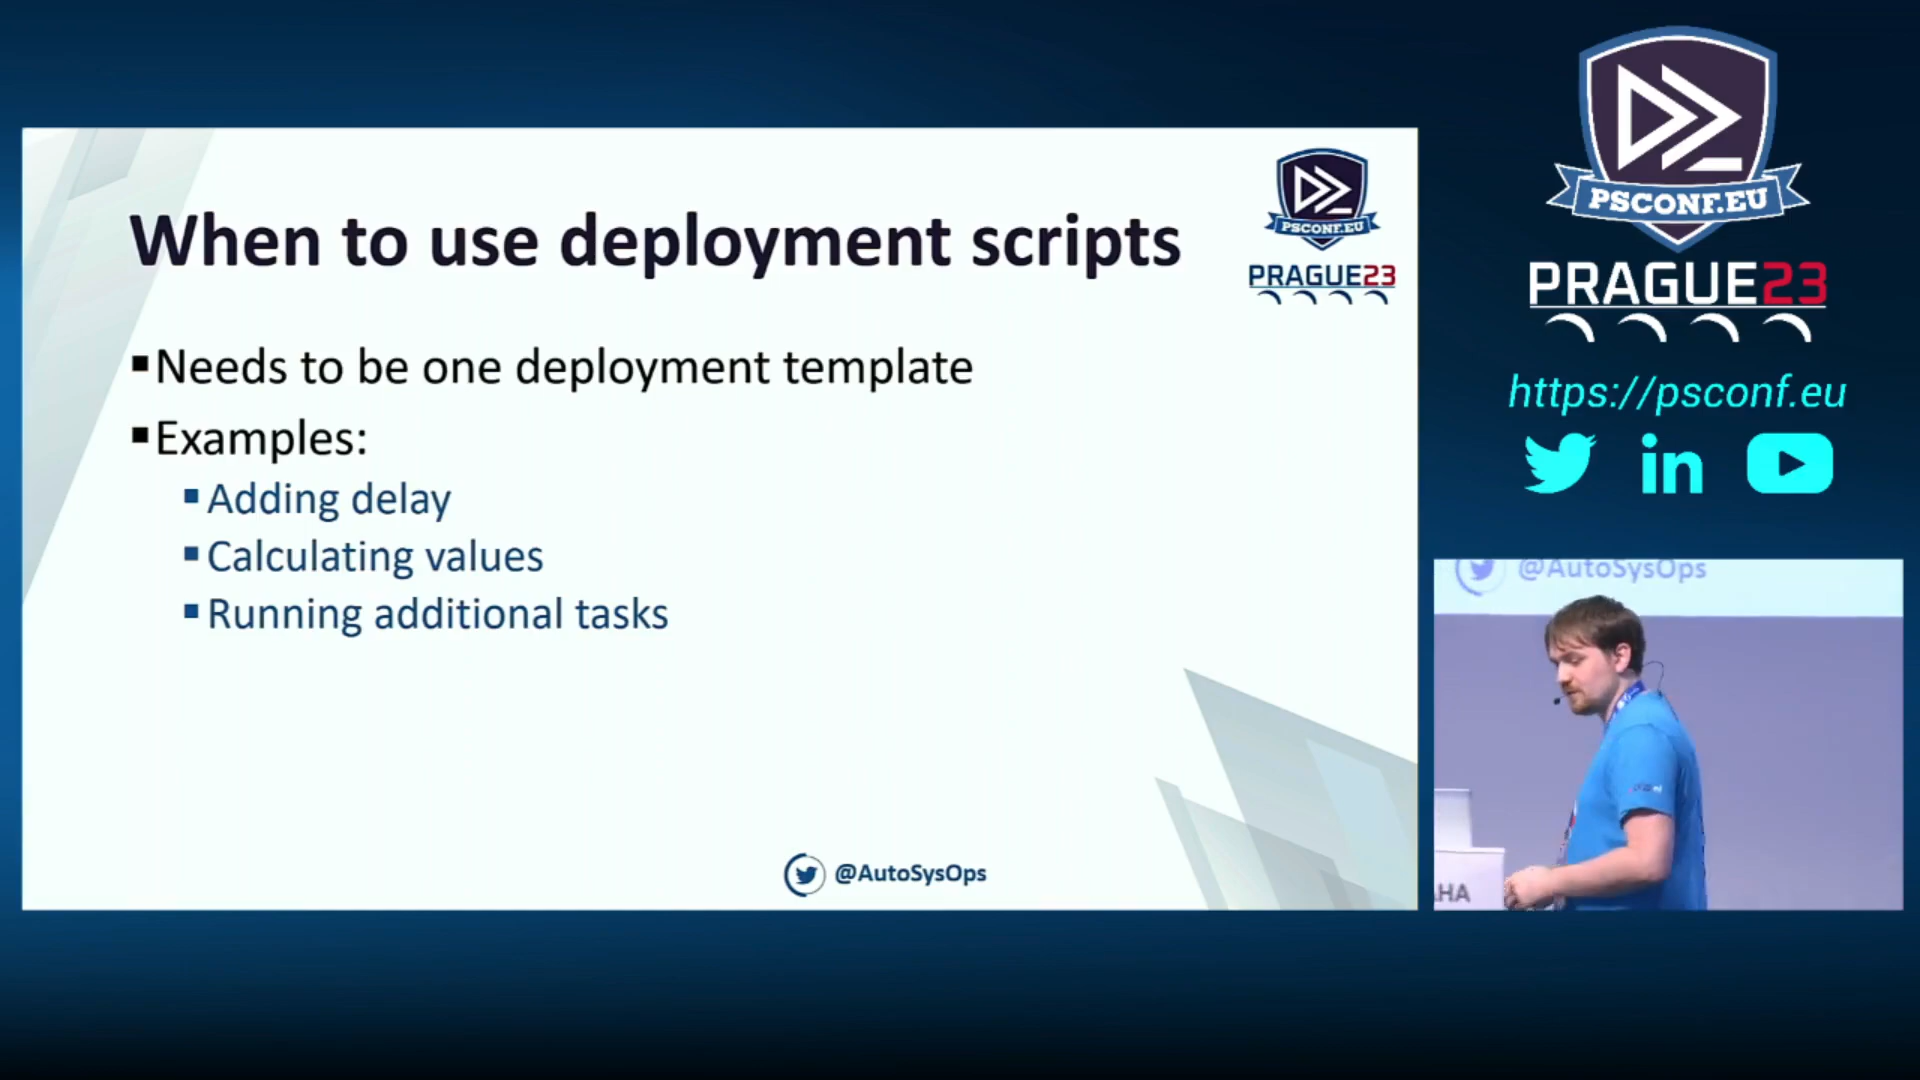 When to use deployment scripts
PSCONF.EU
PRAGUE23
Needs to be one deployment template
Examples:
Adding delay
Calculating values
Running additional tasks
@AutoSysOps
PSCONF.EU
PRAGUE23
https://psconf.eu
in
@AutoSysOps
AHA